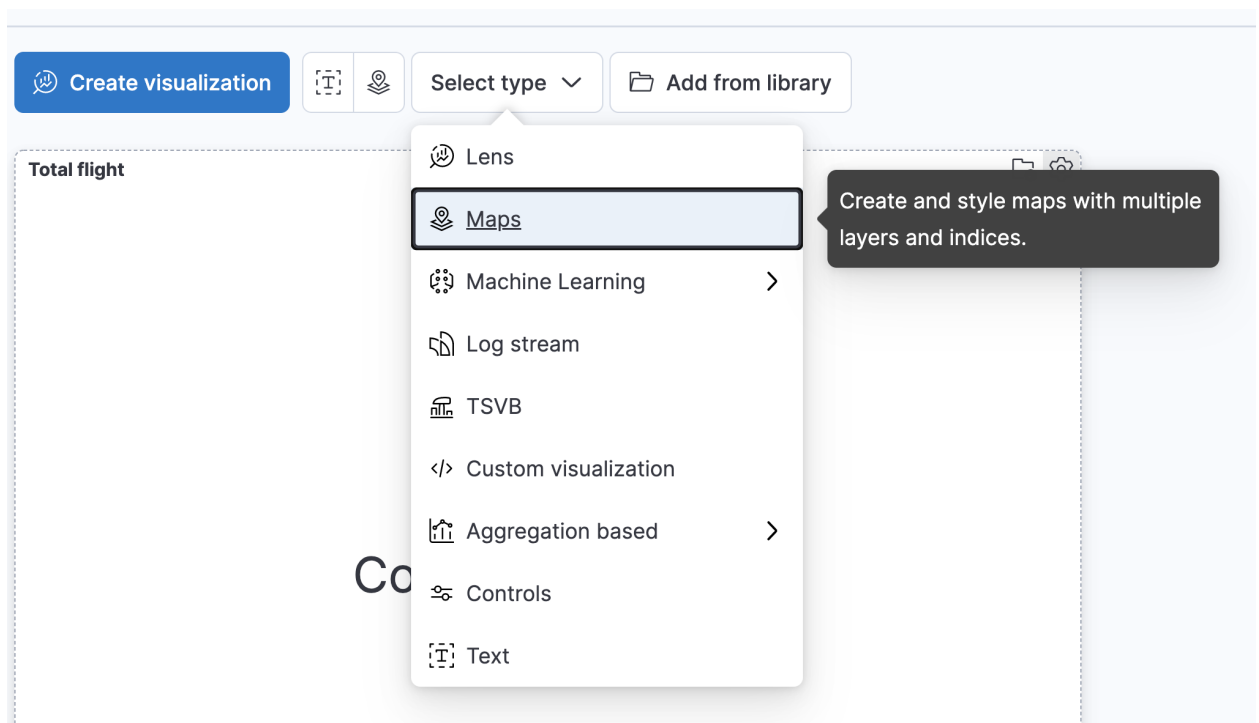 Create visualization
Select type
Add from library
Total flight
Lens
Maps
Create and style maps with multiple
layers and indices.
Machine Learning
Log stream
TSVB
Custom visualization
Aggregation based
Co
Controls
Text